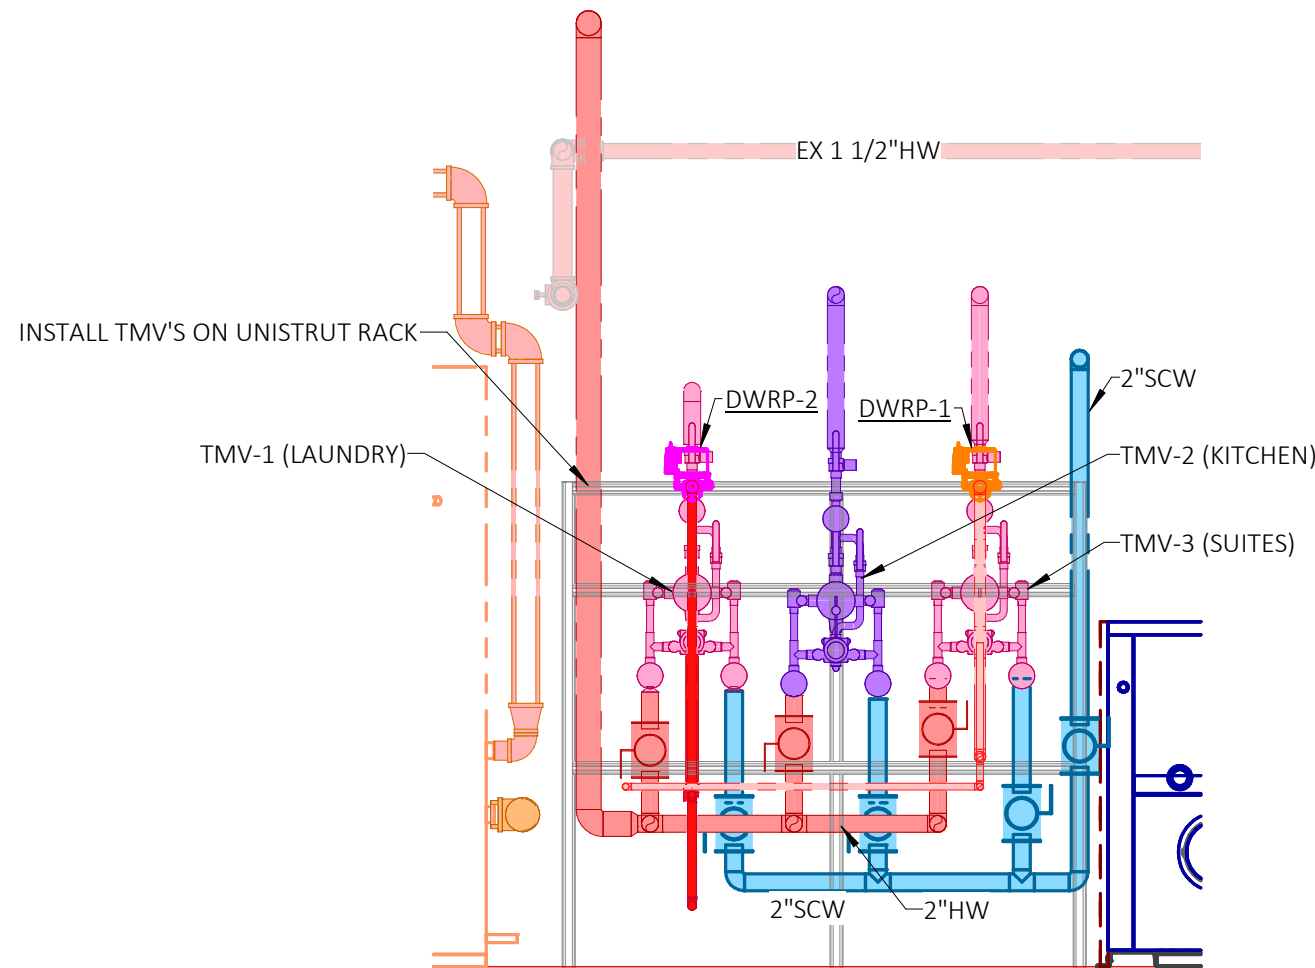 EX 1 1/2"HW
INSTALL TMV'S ON UNISTRUT RACK
2"SCW
DWRP-2
DWRP-1
TMV-1 (LAUNDRY)
TMV-2 (KITCHEN)
TMV-3 (SUITES)
2"SCW
2"HW